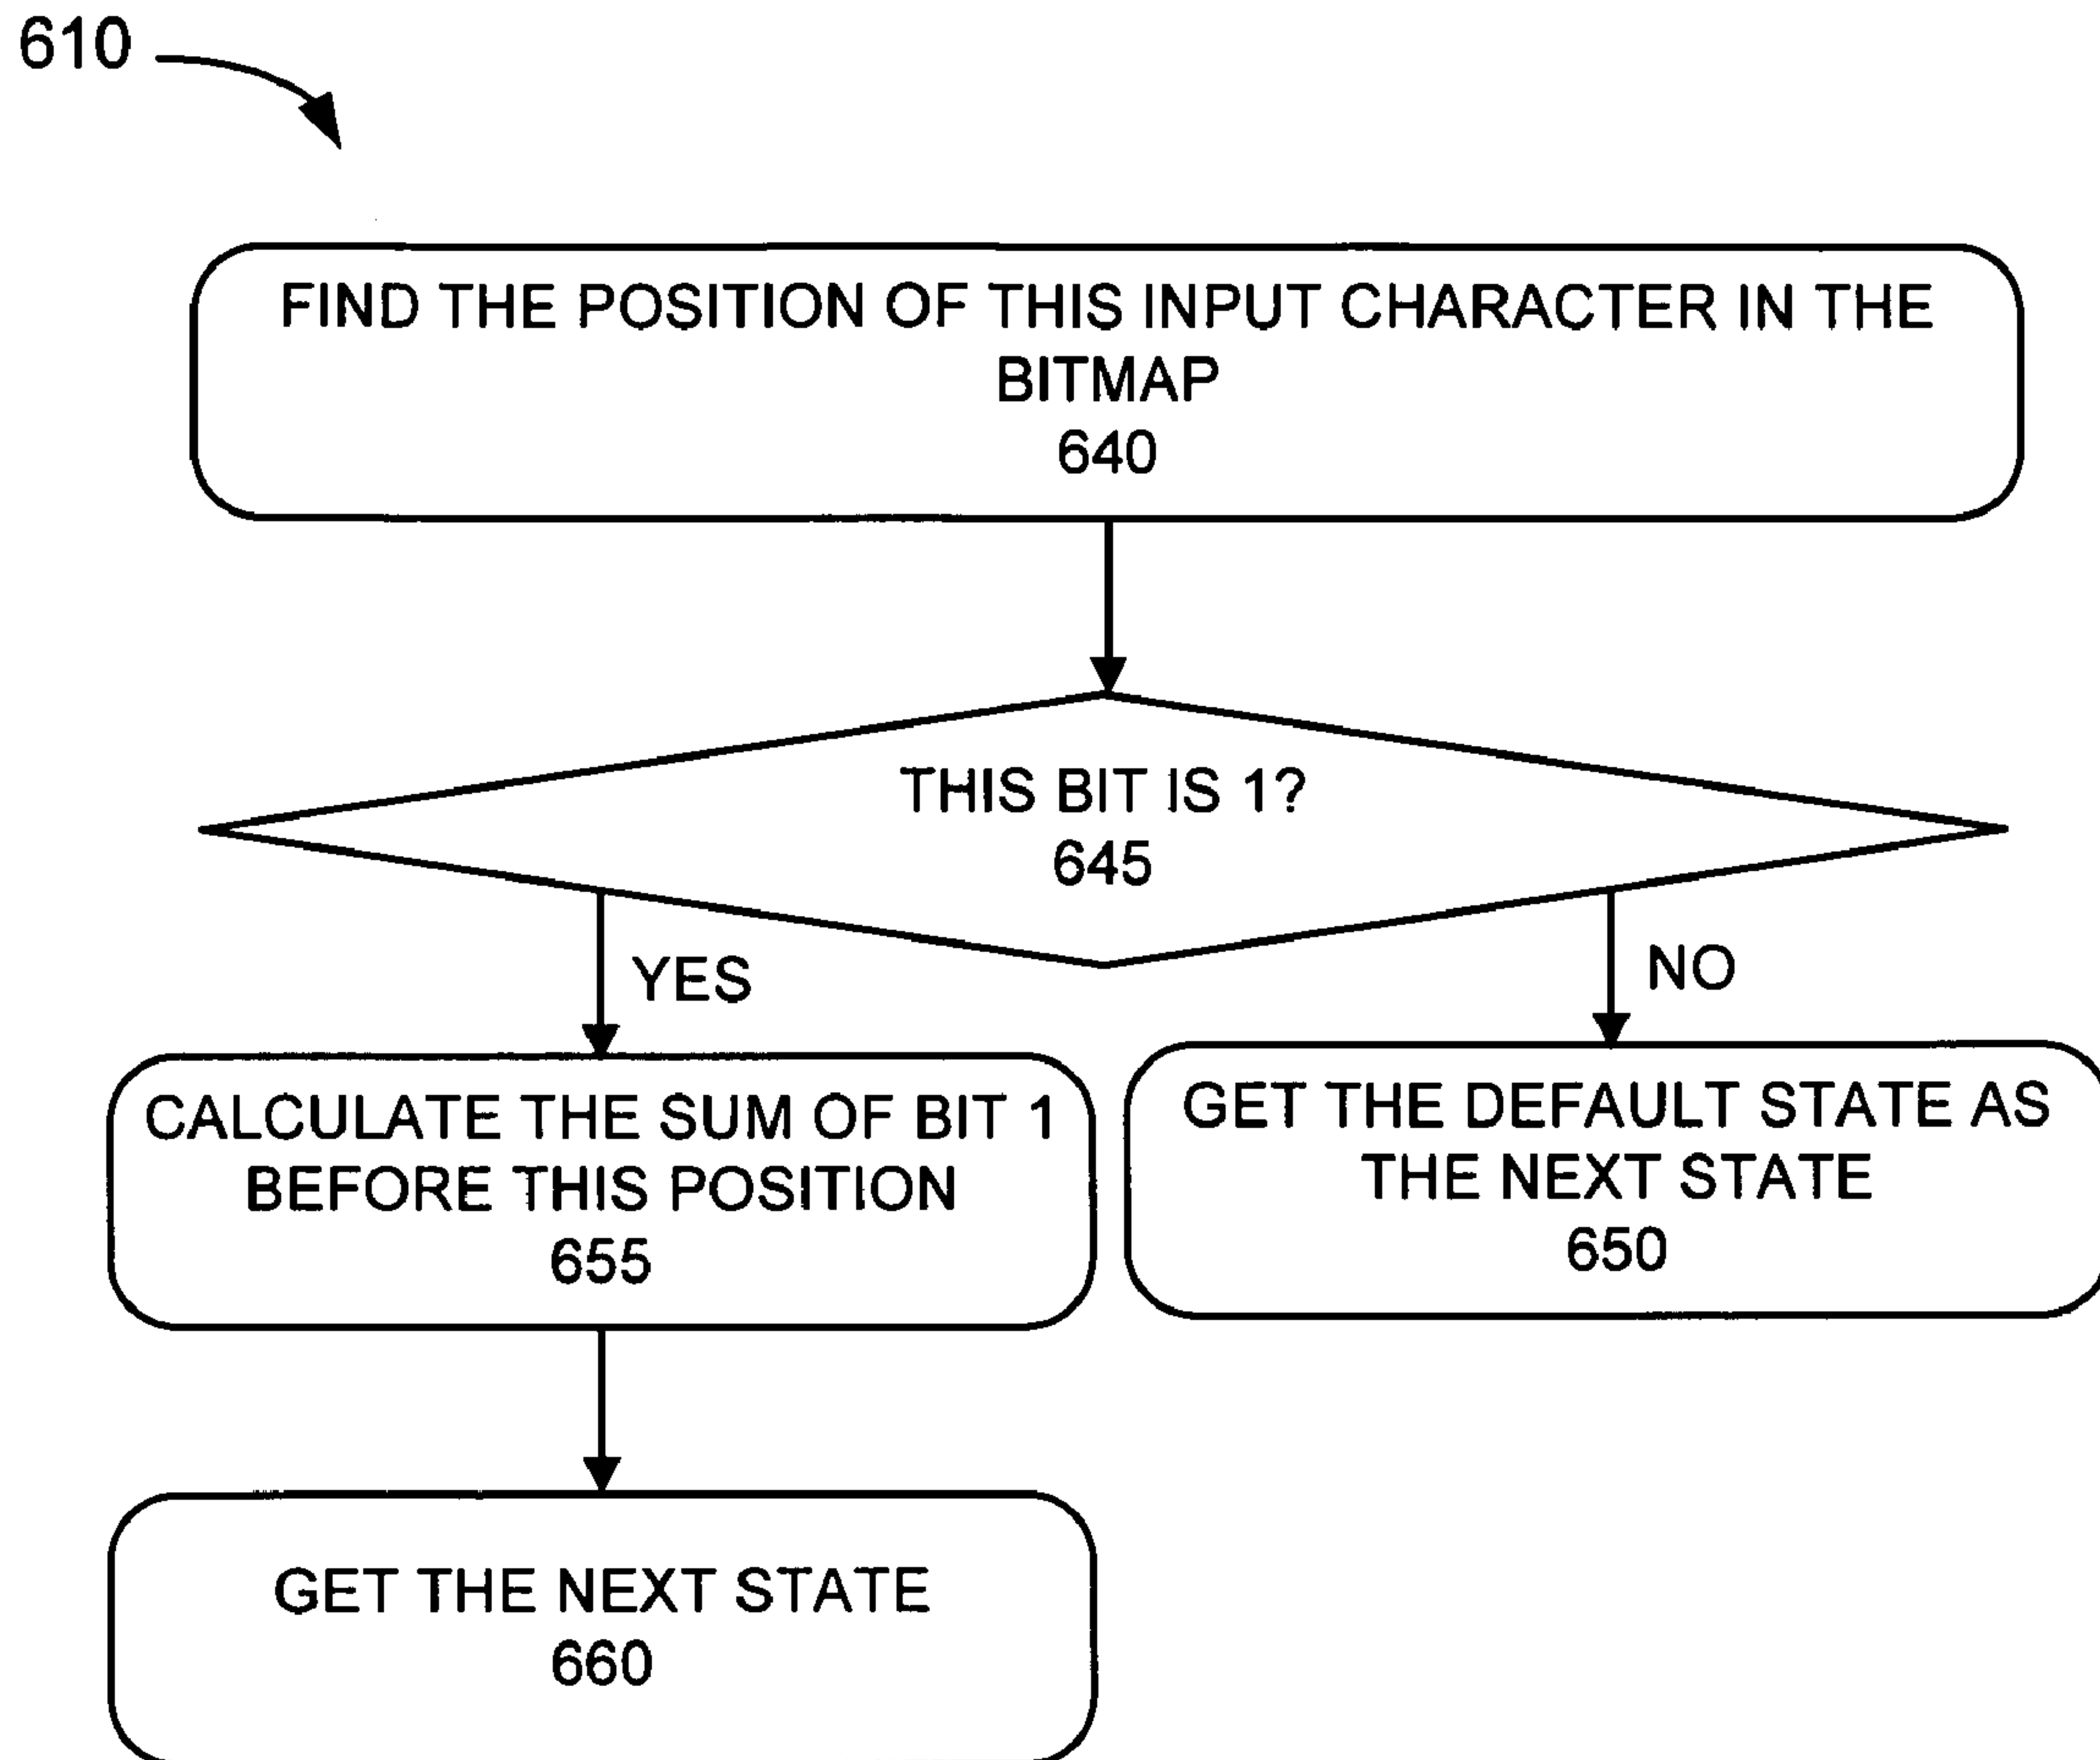 610
FIND THE POSITION OF THIS INPUT CHARACTER IN THE
BITMAP
640
THIS BIT IS 1?
645
YES
NO
CALCULATE THE SUM OF BIT 1
BEFORE THIS POSITION
655
GET THE DEFAULT STATE AS
THE NEXT STATE
650
GET THE NEXT STATE
660